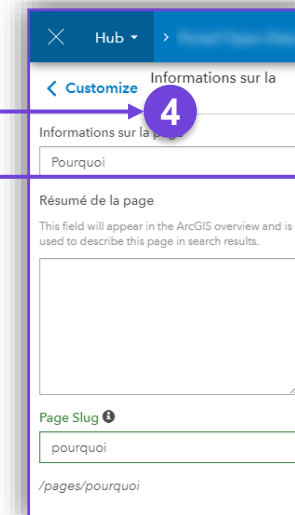 Hub
Customize
Informations sur la
4
Informations sur la page
Pourquoi
Résumé de la page
This field will appear in the ArcGIS overview and is
used to describe this page in search results.
Page Slug
pourquoi
/pages/pourquoi